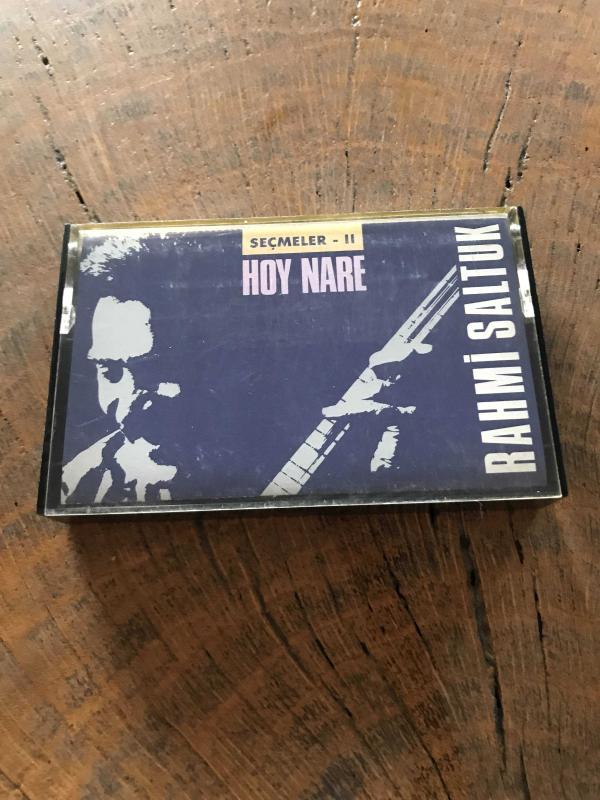 SEÇMELER - II
HOY NARE
RAHMİ SALTUK